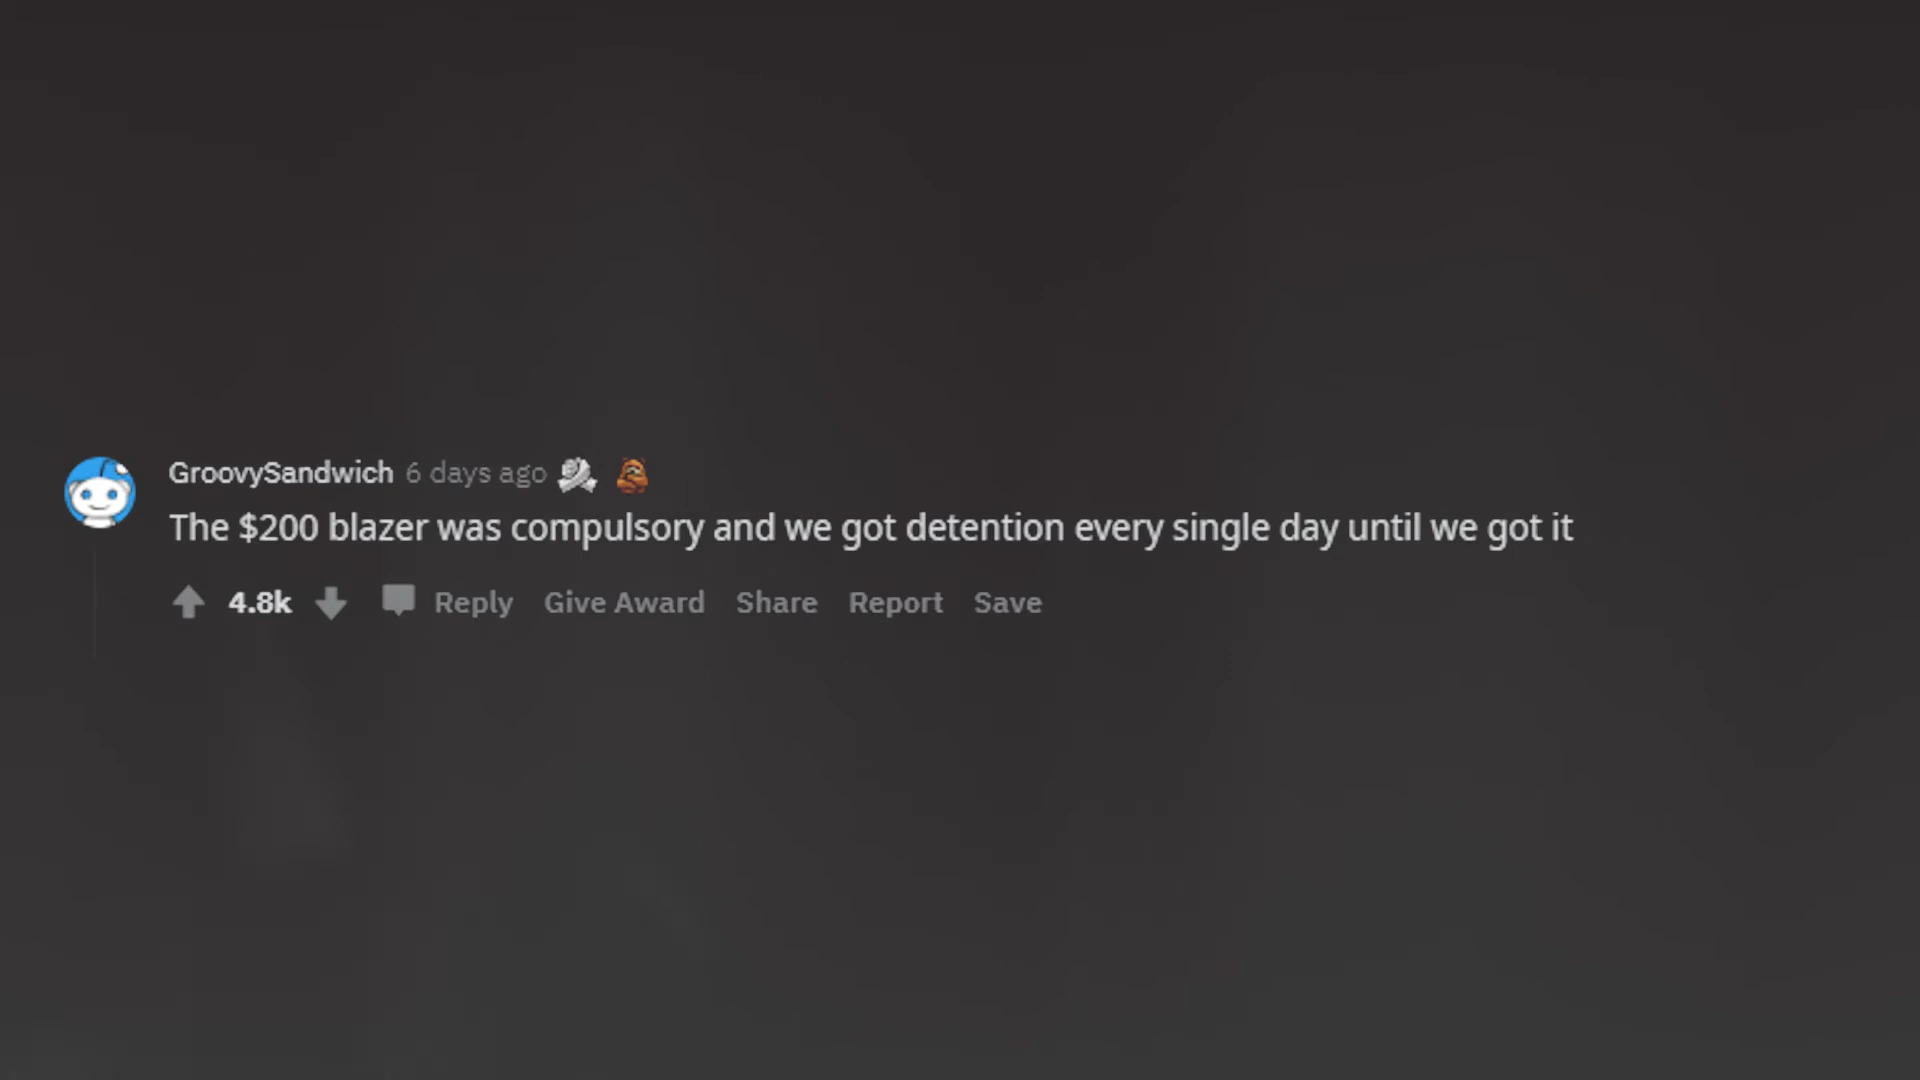 GroovySandwich 6 days ago
The $200 blazer was compulsory and we got detention every single day until we got it
4.8k Reply Give Award Share Report Save